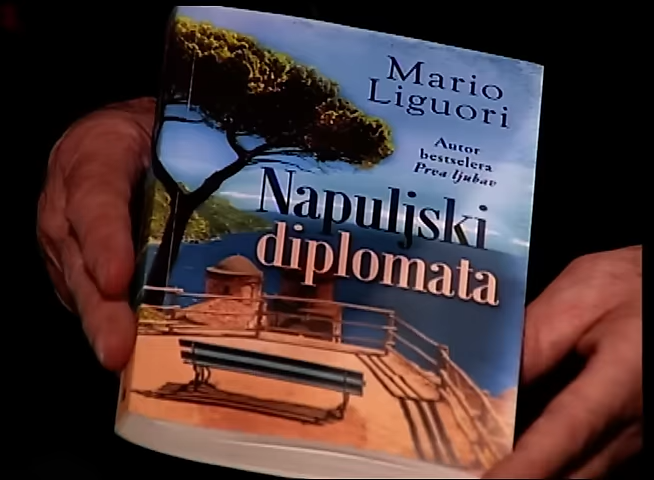 Mario
Liguori
Autor
bestselera
Prva ljubav
Napuljski
diplomata